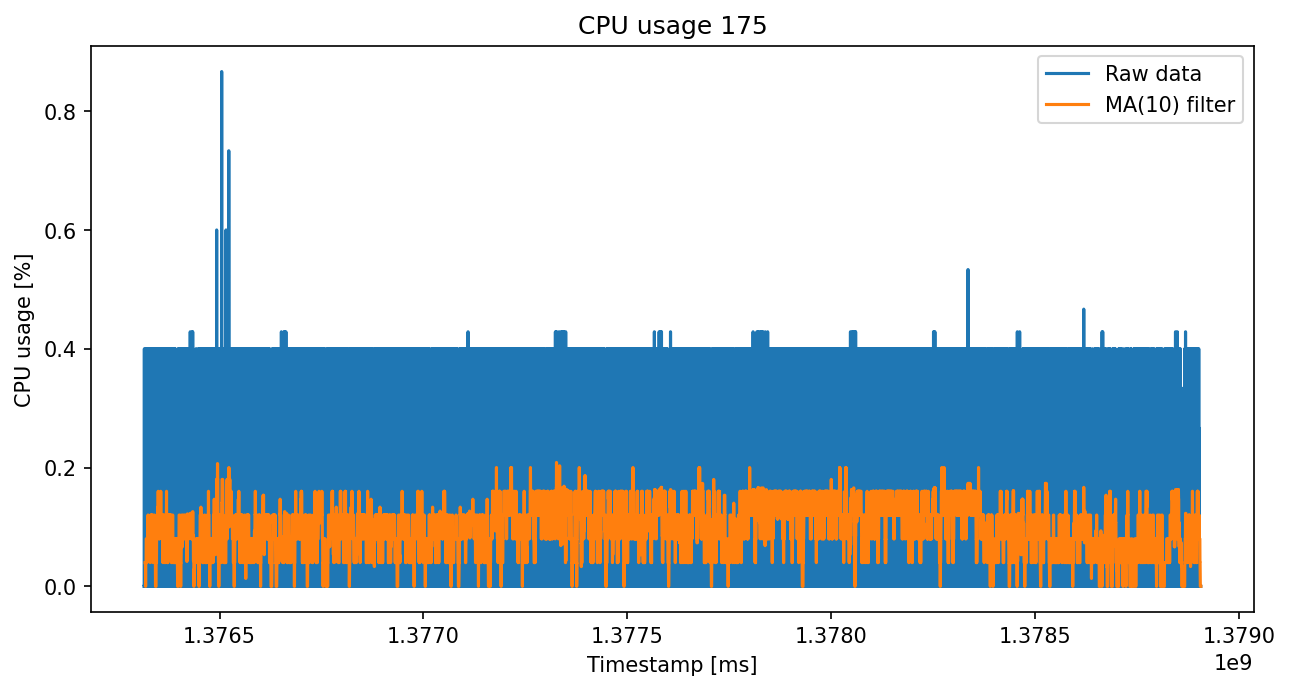 CPU usage 175
Raw data
MA(10) filter
CPU usage [%]
0.8
0.6
0.4
0.2
0.0
1.3765 1.3770 1.3775 1.3780 1.3785 1.3790
1e9
Timestamp [ms]